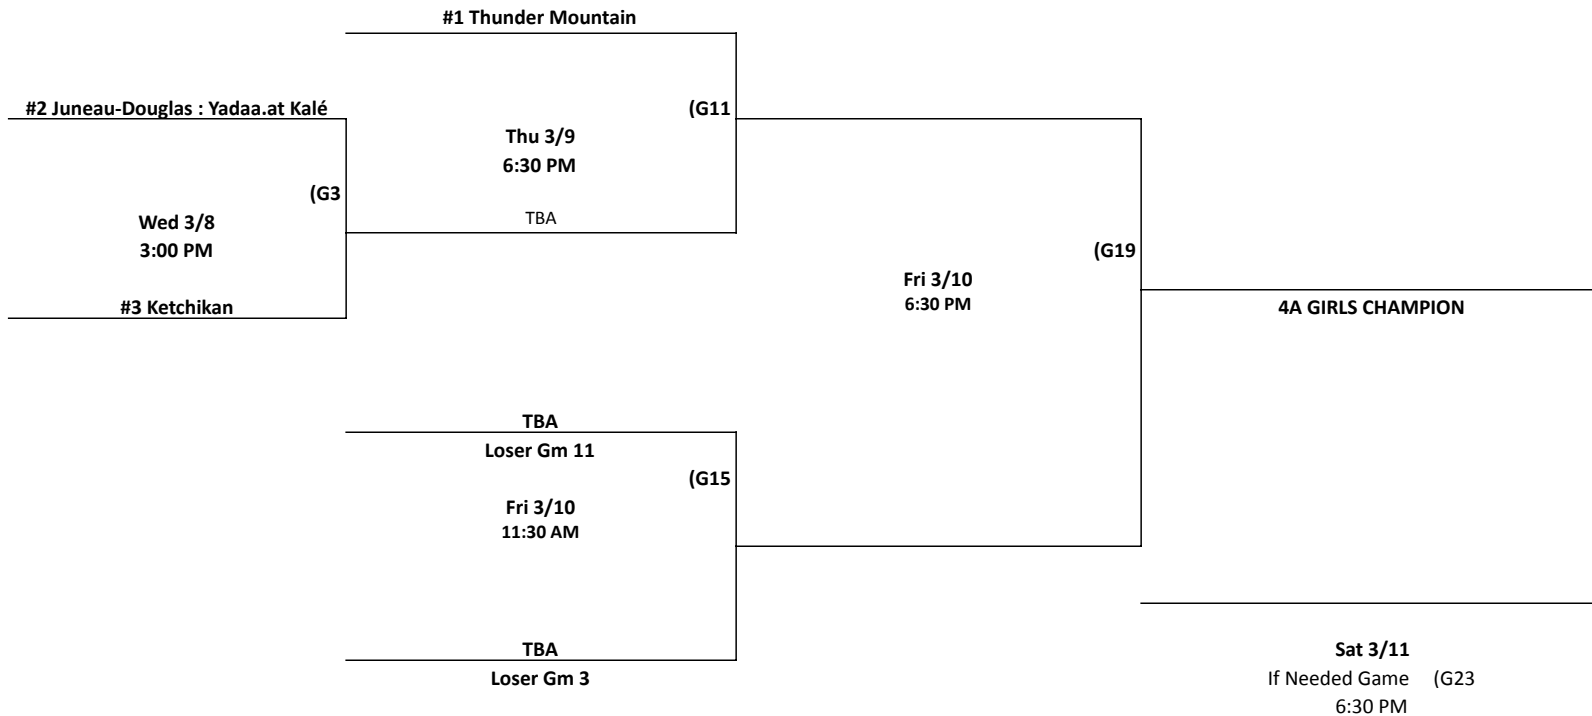 #1 Thunder Mountain
#2 Juneau-Douglas : Yadaa.at Kalé
(G11
Thu 3/9
6:30 PM
(G3
Wed 3/8
3:00 PM
TBA
#3 Ketchikan
(G19
Fri 3/10
6:30 PM
4A GIRLS CHAMPION
TBA
Loser Gm 11
(G15
Fri 3/10
11:30 AM
TBA
Loser Gm 3
Sat 3/11
If Needed Game (G23
6:30 PM